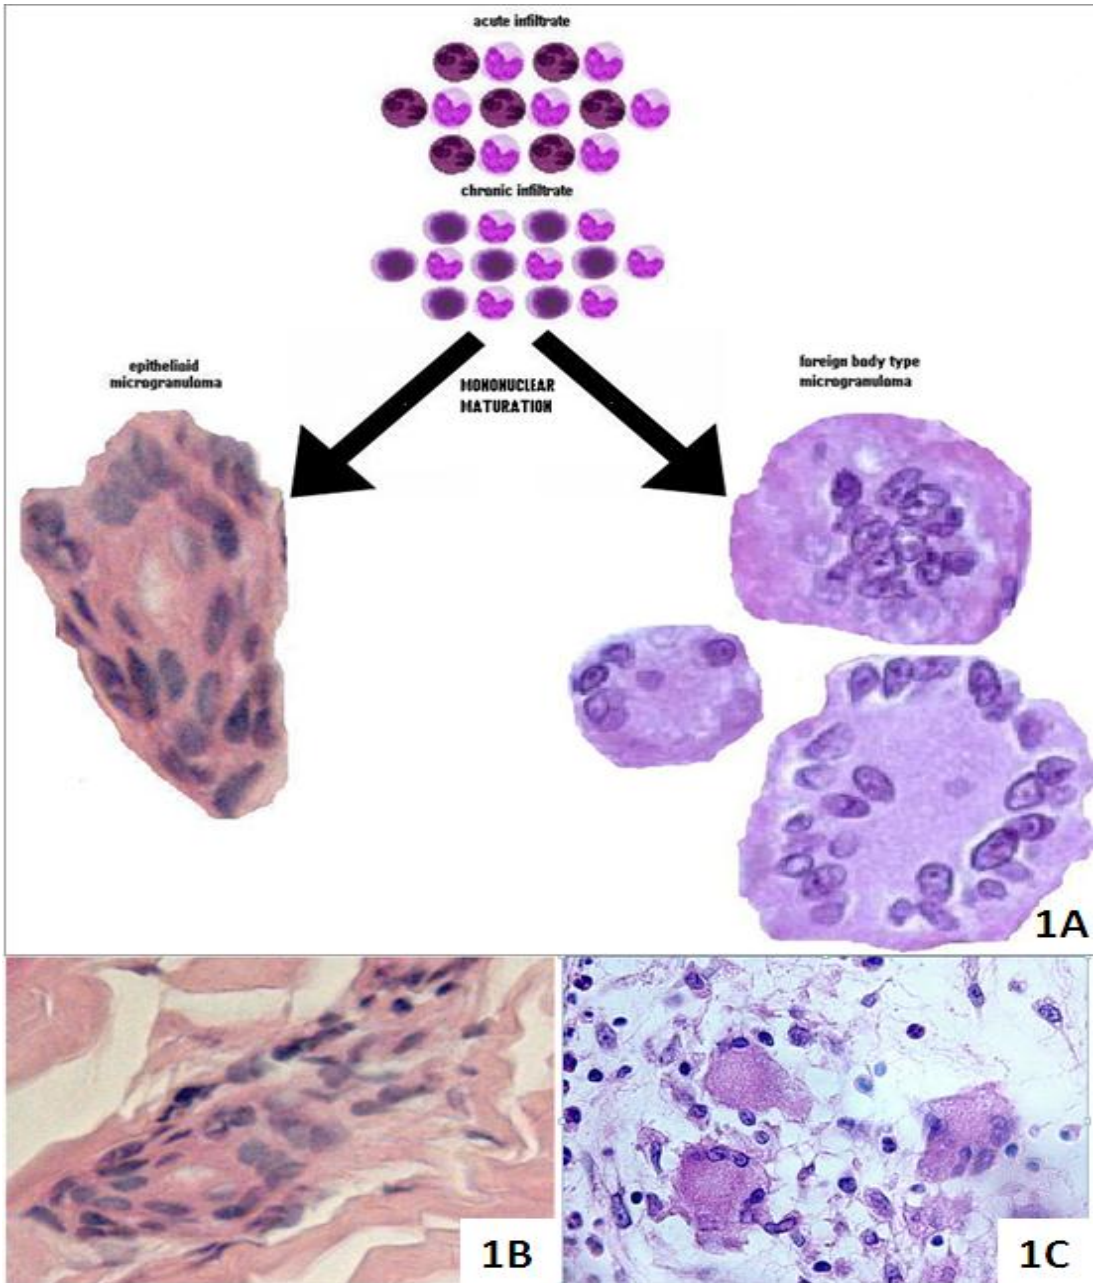 acute infiltrate
chronic infiltrate
epithelioid
microgranuloma
MONONUCLEAR
MATURATION
foreign body type
microgranuloma
1A
1B
1C